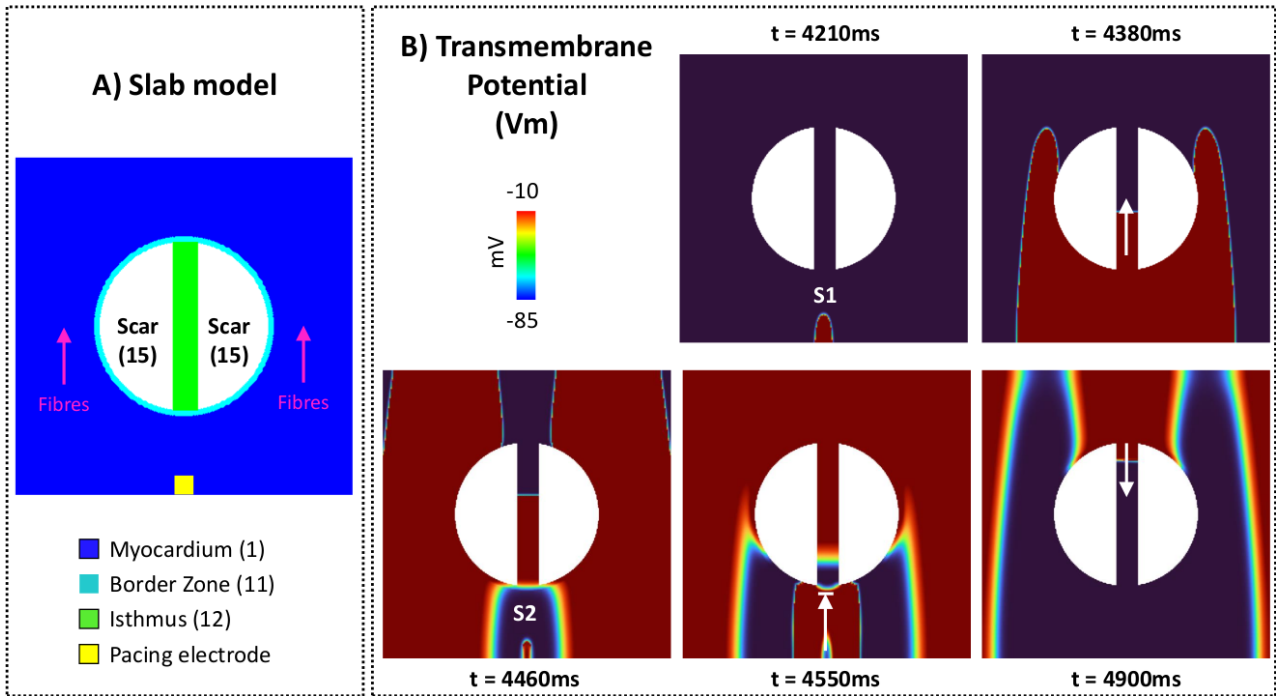 A) Slab model
Scar
(15)
Scar
(15)
Fibres
Fibres
Myocardium (1)
Border Zone (11)
Isthmus (12)
Pacing electrode
B) Transmembrane
Potential
(Vm)
-10
mV
-85
t = 4210ms
S1
t = 4380ms
S2
t = 4460ms
t = 4550ms
t = 4900ms